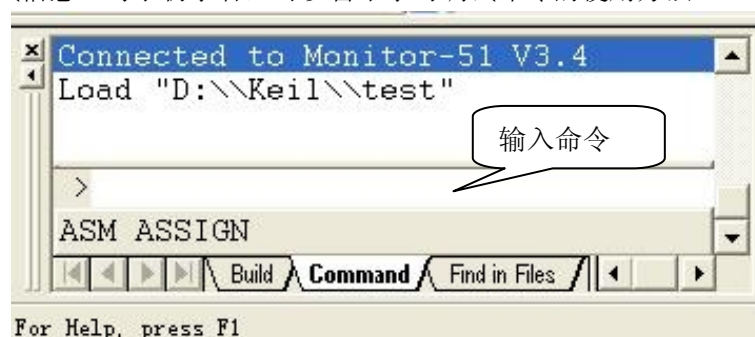 Connected to Monitor-51 V3.4
Load "D:\\Keil\\test"
输入命令
>
ASM ASSIGN
Build Command Find in Files
For Help, press F1